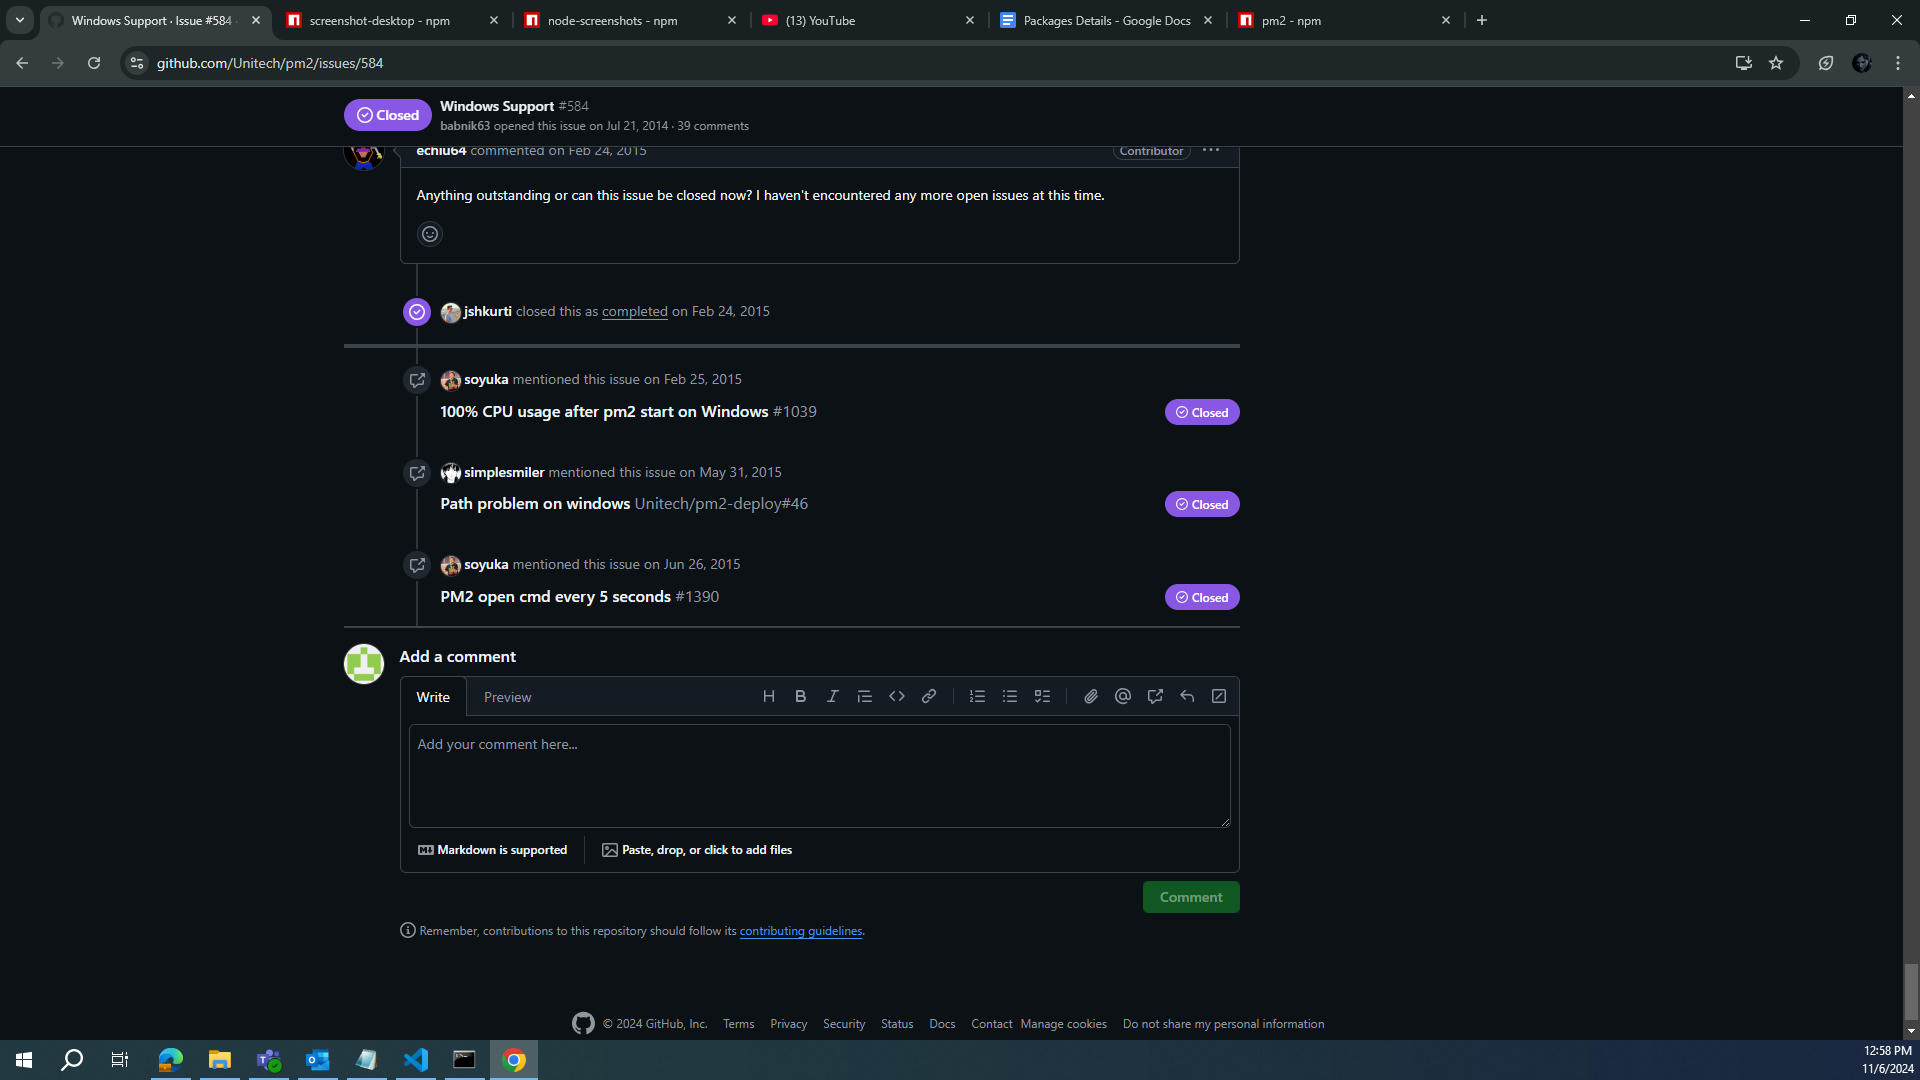 Windows Support · Issue #584
screenshot-desktop - npm
node-screenshots - npm
(13) YouTube
Packages Details - Google Docs
pm2 - npm
github.com/Unitech/pm2/issues/584
Closed
Windows Support #584
babnik63 opened this issue on Jul 21, 2014 · 39 comments
echlu64 commented on Feb 24, 2015
Contributor
Anything outstanding or can this issue be closed now? I haven't encountered any more open issues at this time.
jshkurti closed this as completed on Feb 24, 2015
soyuka mentioned this issue on Feb 25, 2015
100% CPU usage after pm2 start on Windows #1039
Closed
simplesmiler mentioned this issue on May 31, 2015
Path problem on windows Unitech/pm2-deploy#46
Closed
soyuka mentioned this issue on Jun 26, 2015
PM2 open cmd every 5 seconds #1390
Closed
Add a comment
Write
Preview
Add your comment here...
Markdown is supported
Paste, drop, or click to add files
Comment
Remember, contributions to this repository should follow its contributing guidelines.
© 2024 GitHub, Inc.
Terms
Privacy
Security
Status
Docs
Contact
Manage cookies
Do not share my personal information
12:58 PM
11/6/2024